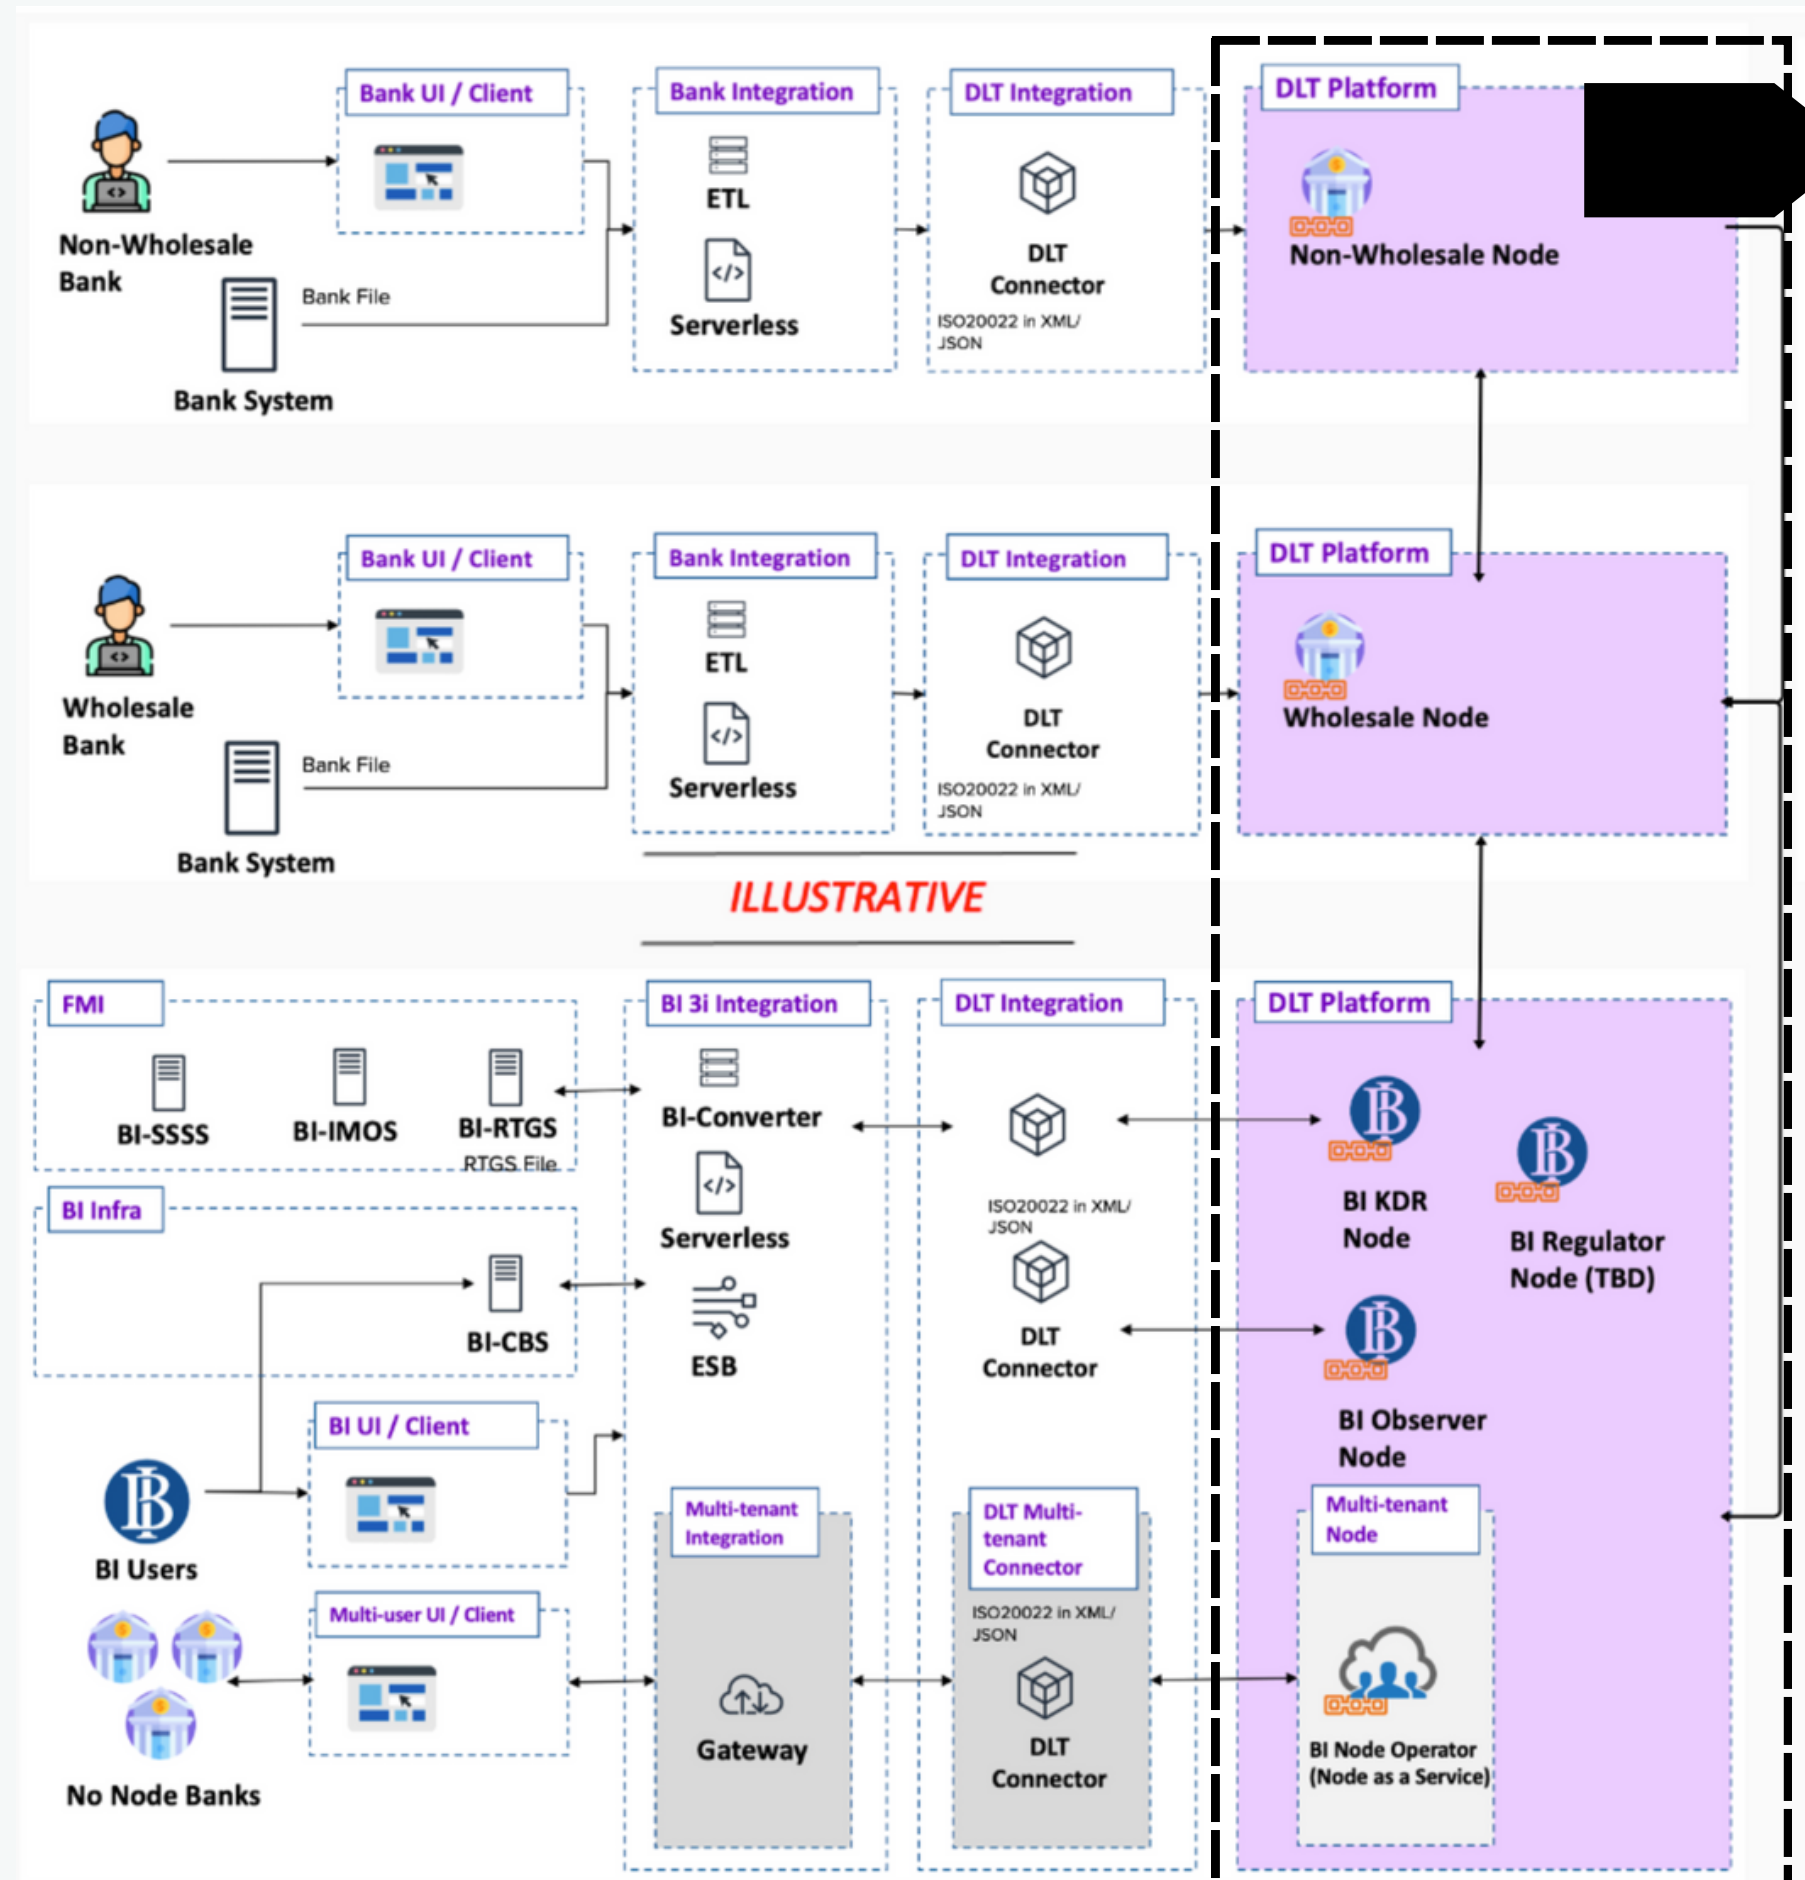 Bank UI / Client
Bank Integration
DLT Integration
DLT Platform
ETL
Non-Wholesale
Bank
Bank File
Serverless
Bank System
DLT
Connector
ISO20022 in XML/
JSON
Non-Wholesale Node
Bank UI / Client
Bank Integration
DLT Integration
DLT Platform
ETL
Wholesale
Bank
Bank File
Serverless
Bank System
DLT
Connector
ISO20022 in XML/
JSON
Wholesale Node
ILLUSTRATIVE
FMI
BI 3i Integration
DLT Integration
DLT Platform
BI-SSSS
BI-IMOS
BI-RTGS
RTGS File
BI-Converter
Serverless
ESB
ISO20022 in XML/
JSON
DLT
Connector
BI KDR
Node
BI Regulator
Node (TBD)
BI Observer
Node
BI Infra
BI-CBS
BI UI / Client
BI Users
Multi-user UI / Client
No Node Banks
Multi-tenant
Integration
Gateway
DLT Multi-
tenant
Connector
ISO20022 in XML/
JSON
DLT
Connector
Multi-tenant
Node
BI Node Operator
(Node as a Service)